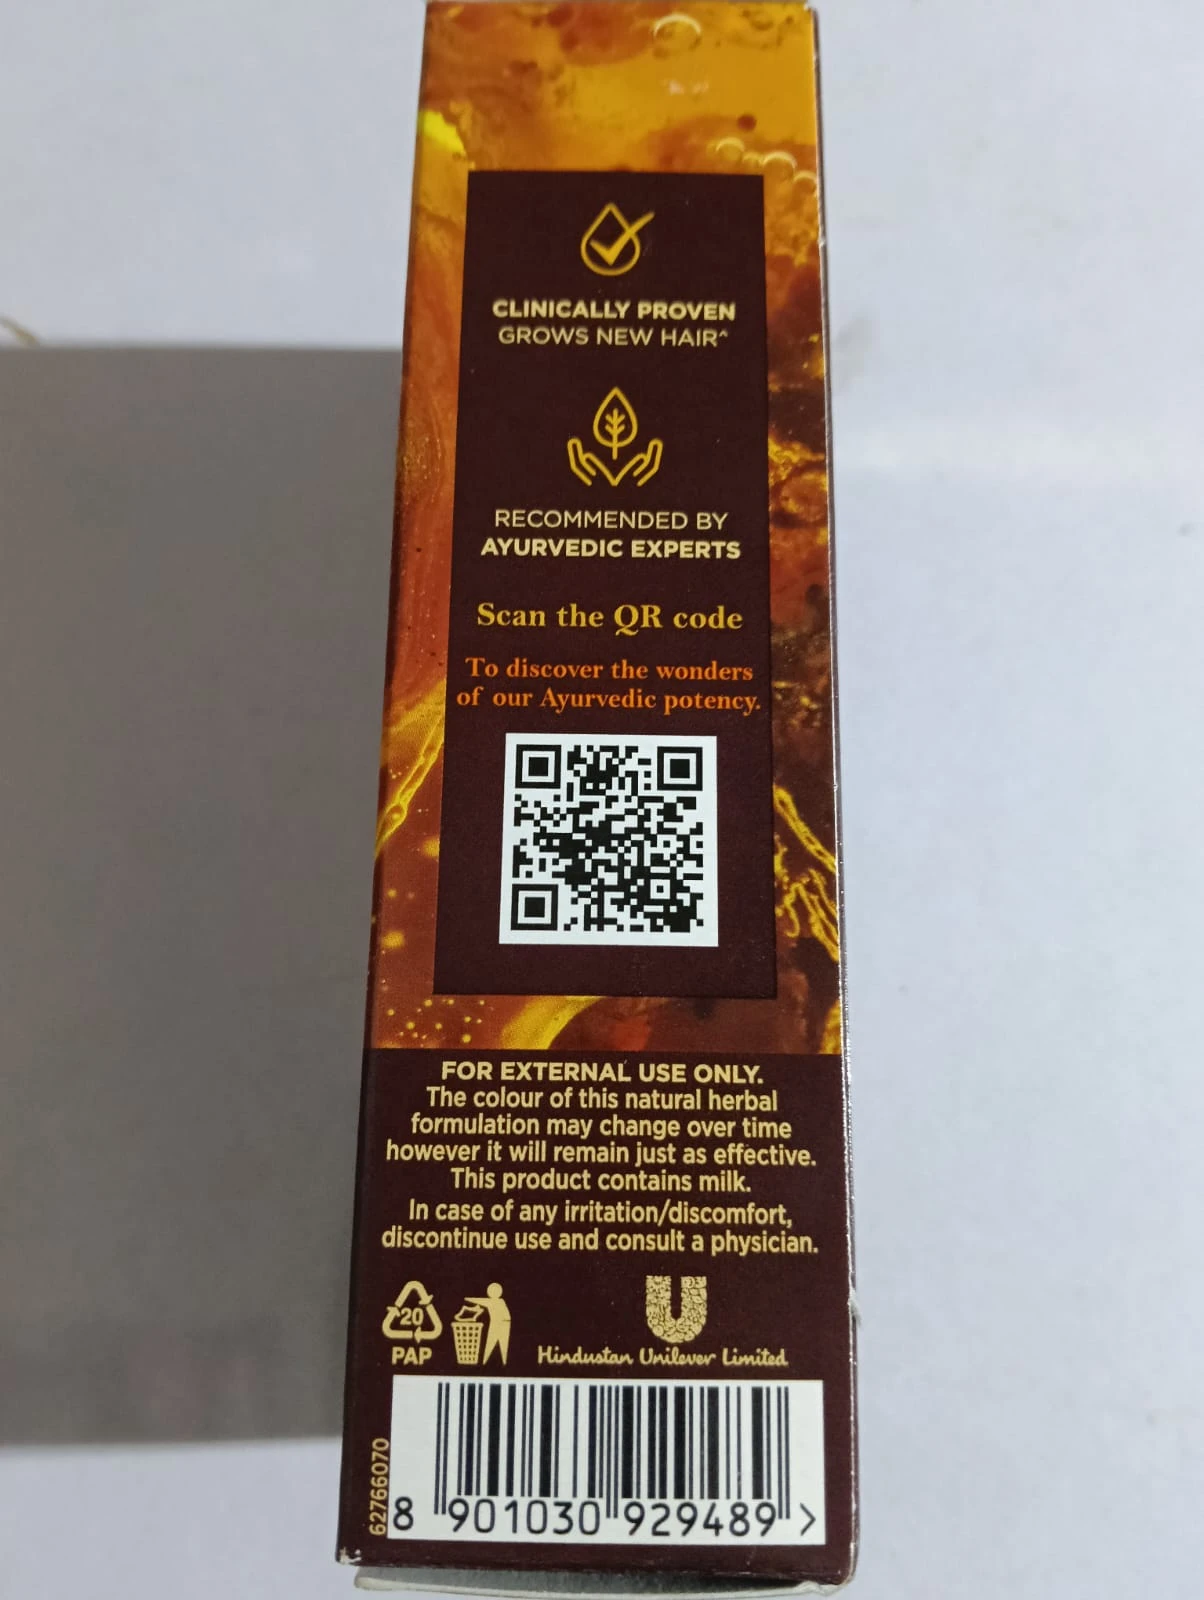 CLINICALLY PROVEN
GROWS NEW HAIR^
RECOMMENDED BY
AYURVEDIC EXPERTS
Scan the QR code
To discover the wonders
of our Ayurvedic potency.
FOR EXTERNAL USE ONLY.
The colour of this natural herbal
formulation may change over time
however it will remain just as effective.
This product contains milk.
In case of any irritation/discomfort,
discontinue use and consult a physician.
20
PAP
Hindustan Unilever Limited
62766070
8 901030 929489 >